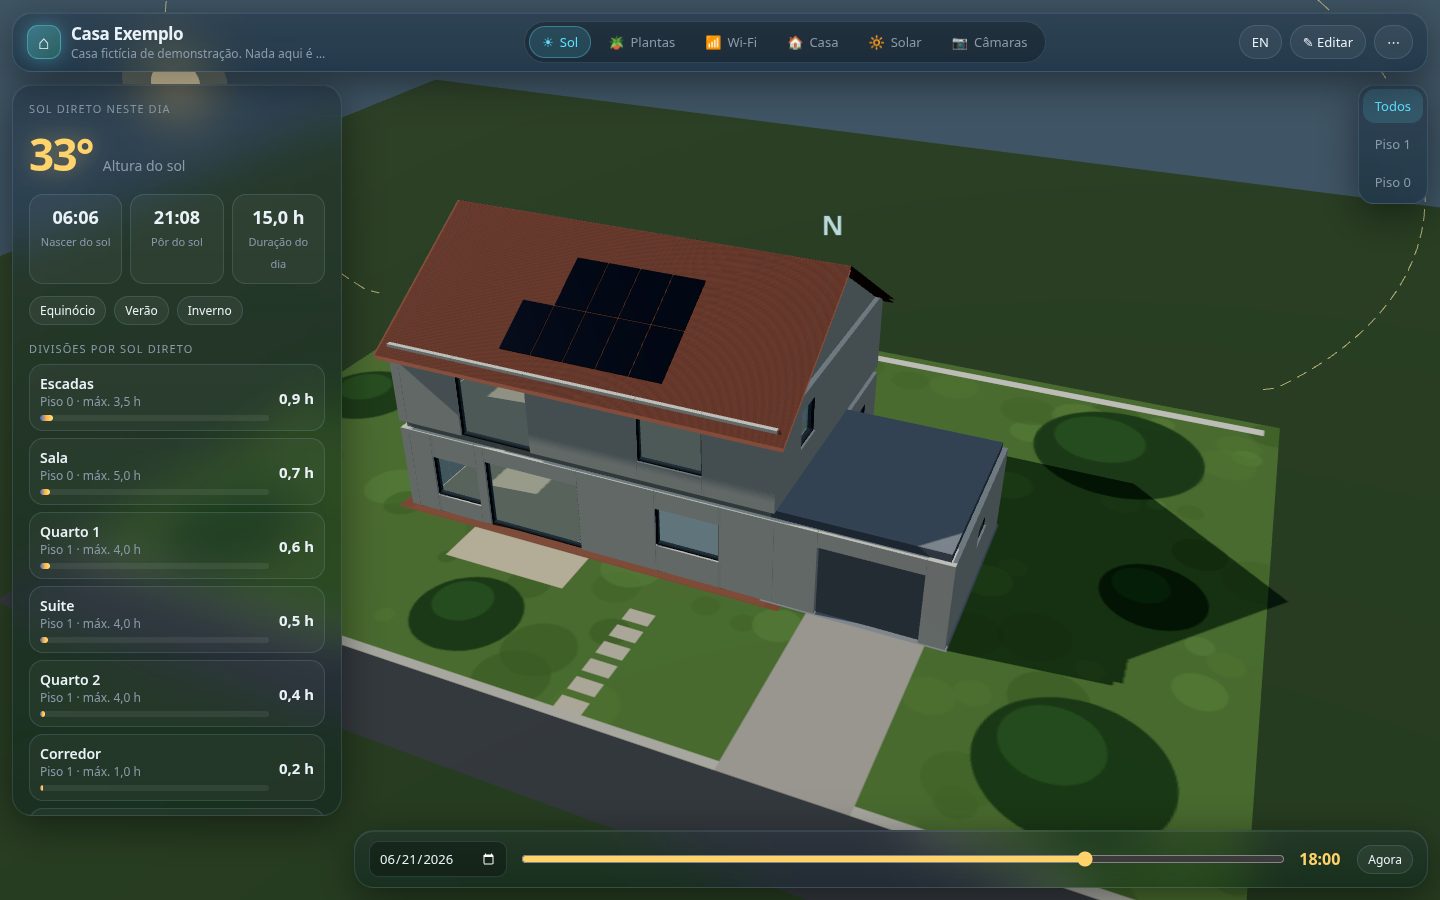 Casa Exemplo
Casa fictícia de demonstração. Nada aqui é ...
Sol
Plantas
Wi-Fi
Casa
Solar
Câmaras
EN
Editar
SOL DIRETO NESTE DIA
33° Altura do sol
06:06
Nascer do sol
21:08
Pôr do sol
15,0 h
Duração do
dia
Equinócio
Verão
Inverno
DIVISÕES POR SOL DIRETO
Escadas
Piso 0 · máx. 3,5 h
0,9 h
Sala
Piso 0 · máx. 5,0 h
0,7 h
Quarto 1
Piso 1 · máx. 4,0 h
0,6 h
Suite
Piso 1 · máx. 4,0 h
0,5 h
Quarto 2
Piso 1 · máx. 4,0 h
0,4 h
Corredor
Piso 1 · máx. 1,0 h
0,2 h
N
Todos
Piso 1
Piso 0
06/21/2026
18:00
Agora